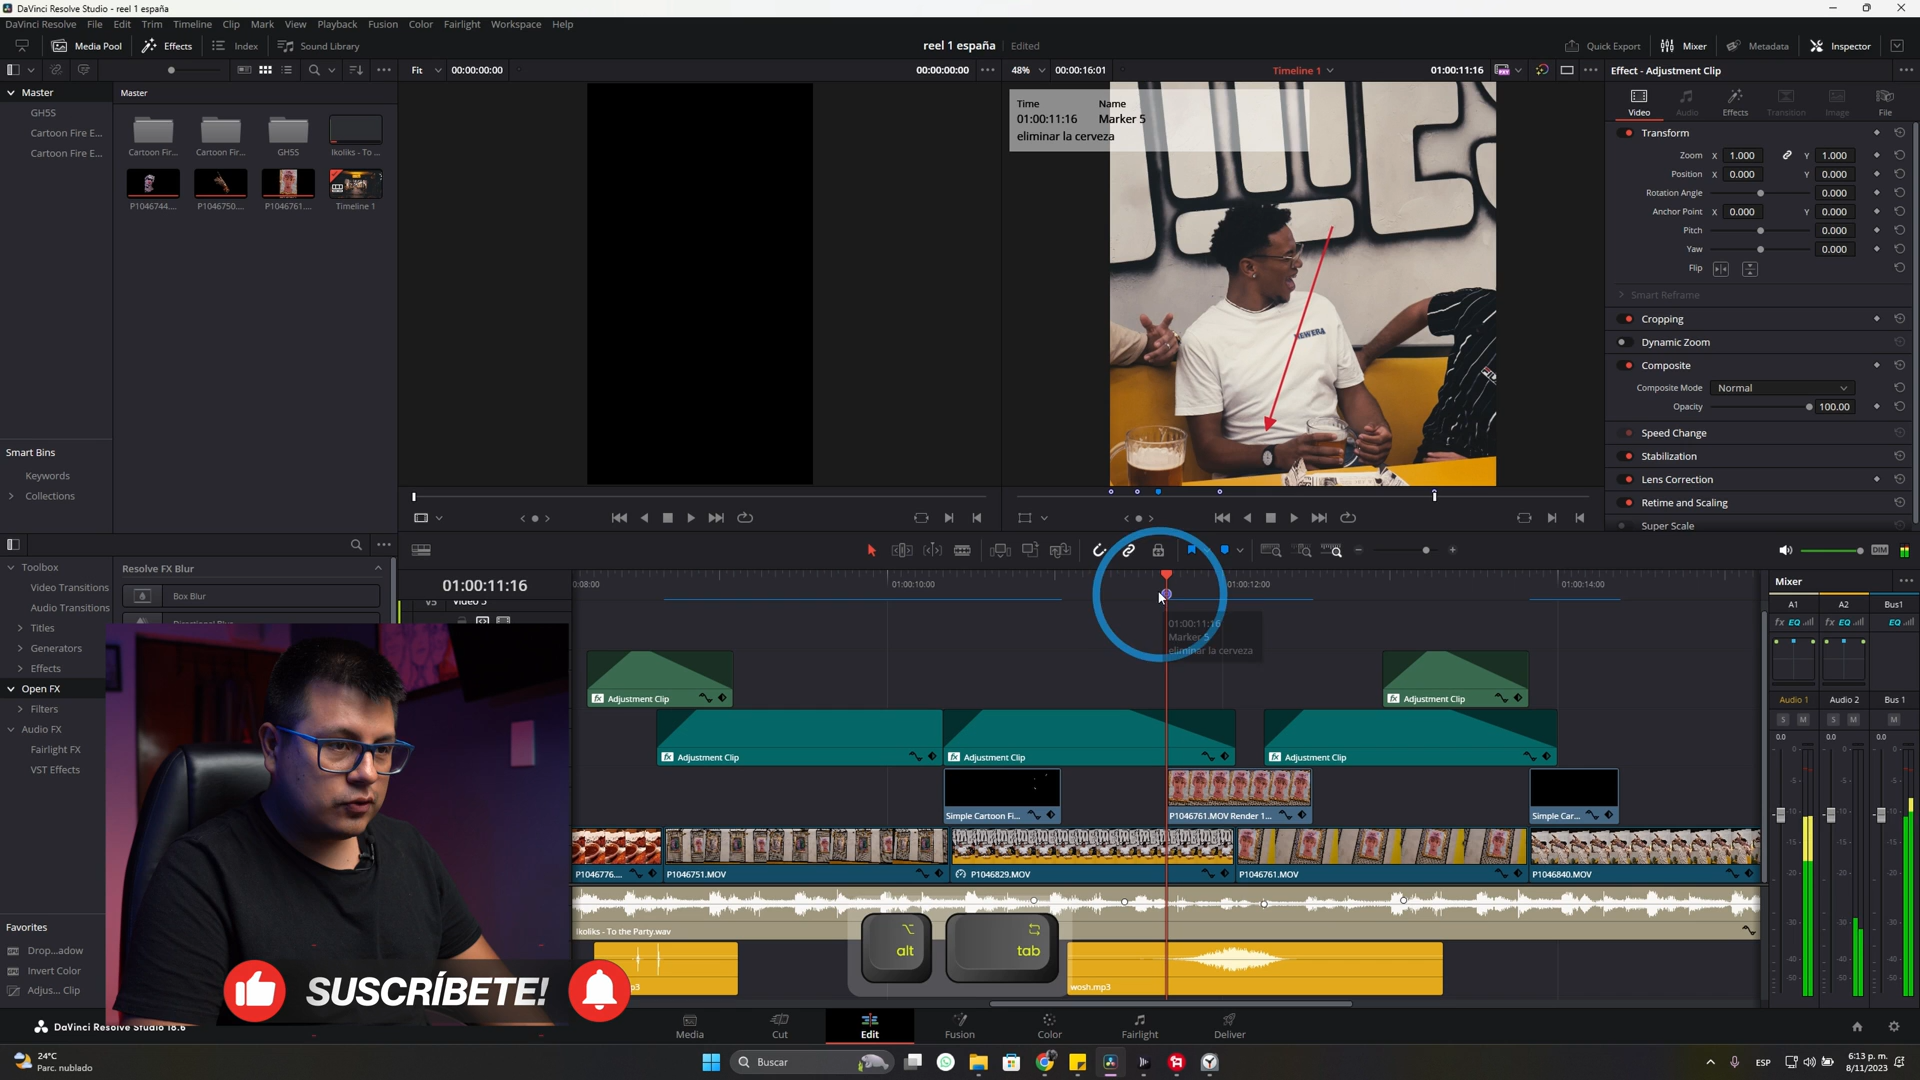 DaVinci Resolve Studio - reel 1 españa
DaVinci Resolve File Edit Trim Timeline Clip Mark View Playback Fusion Color Fairlight Workspace Help
Media Pool Effects Index Sound Library
reel 1 españa Edited
Quick Export Mixer Metadata Inspector
Fit 00:00:00:00 00:00:00:00
48% 00:00:16:01 Timeline 1 01:00:11:16
Effect - Adjustment Clip
Master
GH5S
Cartoon Fire E...
Cartoon Fire E...
Master
Cartoon Fir... Cartoon Fir... GH5S Ikoliks - To ...
P1046744.... P1046750.... P1046761.... Timeline 1
Smart Bins
Keywords
Collections
Time Name
01:00:11:16 Marker 5
eliminar la cerveza
NEWERA
Video Audio Effects Transition Image File
Transform
Zoom X 1.000 Y 1.000
Position X 0.000 Y 0.000
Rotation Angle 0.000
Anchor Point X 0.000 Y 0.000
Pitch 0.000
Yaw 0.000
Flip
Smart Reframe
Cropping
Dynamic Zoom
Composite
Composite Mode Normal
Opacity 100.00
Speed Change
Stabilization
Lens Correction
Retime and Scaling
Super Scale
DIM
Toolbox
Video Transitions
Audio Transitions
Titles
Generators
Effects
Open FX
Filters
Audio FX
Fairlight FX
VST Effects
Favorites
Drop...adow
Invert Color
Adjus... Clip
Resolve FX Blur
Box Blur
01:00:11:16
01:00:10:00 01:00:12:00 01:00:14:00
V5 Video 5
01:00:11:16
Marker 5
eliminar la cerveza
Adjustment Clip Adjustment Clip
Adjustment Clip Adjustment Clip Adjustment Clip
Simple Cartoon Fi... P1046761.MOV Render 1... Simple Car...
P1046776.... P1046751.MOV P1046829.MOV P1046761.MOV P1046840.MOV
Ikoliks - To the Party.wav
wosh.mp3
alt tab
Mixer
A1 A2 Bus1
fx EQ fx EQ EQ
Audio 1 Audio 2 Bus 1
S M S M M
0.0 0.0 0.0
SUSCRÍBETE!
DaVinci Resolve Studio 18.6
Media Cut Edit Fusion Color Fairlight Deliver
24°C
Parc. nublado
Buscar
ESP
6:13 p. m.
8/11/2023